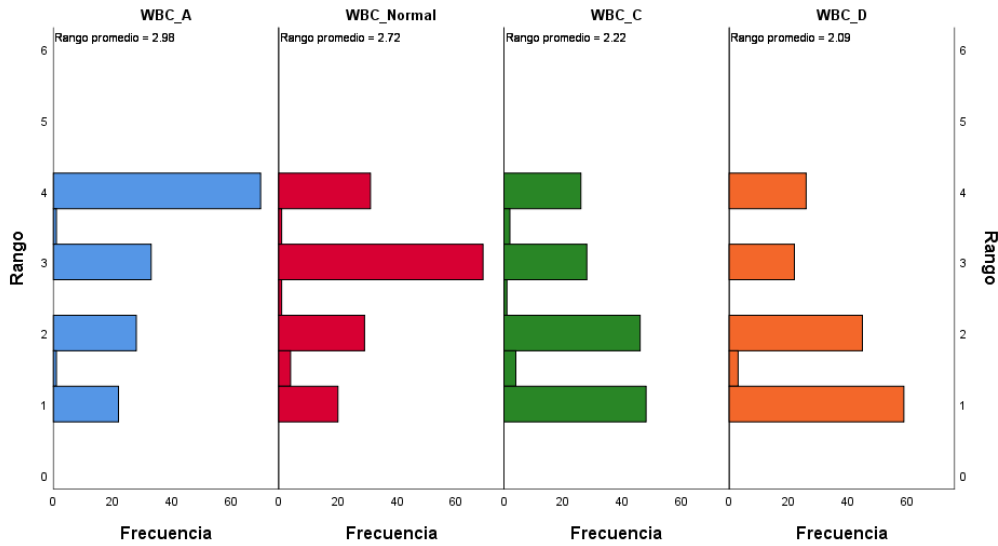 WBC_A WBC_Normal WBC_C WBC_D
Rango promedio = 2.98 Rango promedio = 2.72 Rango promedio = 2.22 Rango promedio = 2.09
6 6
5 5
4 4
Rango Rango
3 3
2 2
1 1
0 0
0 20 40 60 0 20 40 60 0 20 40 60 0 20 40 60
Frecuencia Frecuencia Frecuencia Frecuencia